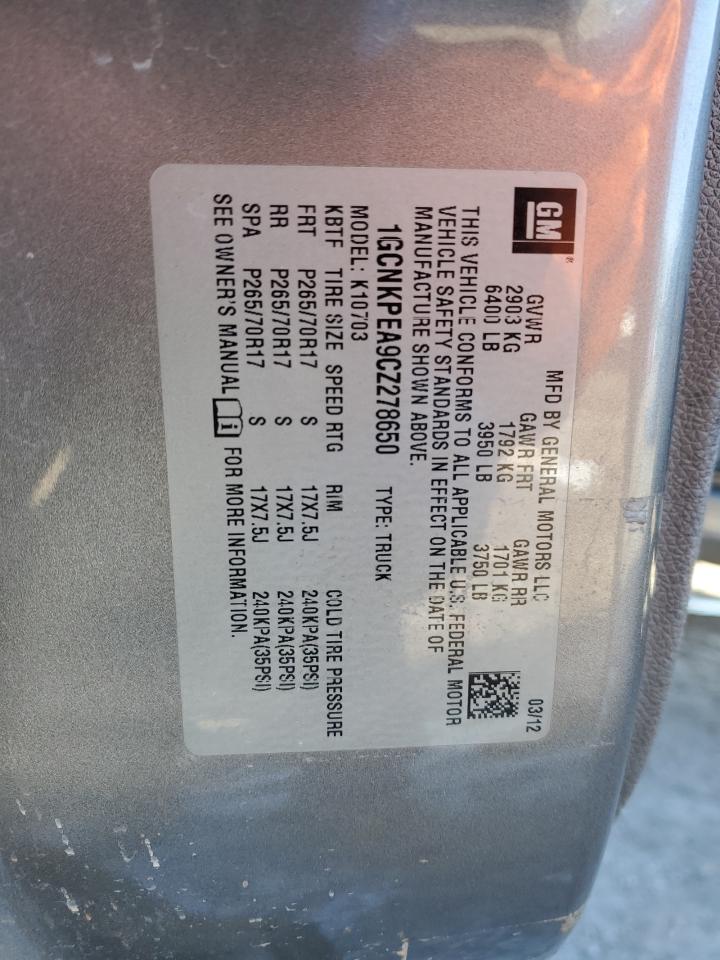 GM®
MFD BY GENERAL MOTORS LLC 03/12
GVWR GAWR FRT GAWR RR
2903 KG 1792 KG 1701 KG
6400 LB 3950 LB 3750 LB
THIS VEHICLE CONFORMS TO ALL APPLICABLE U.S. FEDERAL MOTOR
VEHICLE SAFETY STANDARDS IN EFFECT ON THE DATE OF
MANUFACTURE SHOWN ABOVE.
1GCNKPEA9CZ278650 TYPE: TRUCK
MODEL: K10703
KBTF TIRE SIZE SPEED RTG RIM COLD TIRE PRESSURE
FRT P265/70R17 S 17X7.5J 240KPA(35PSI)
RR P265/70R17 S 17X7.5J 240KPA(35PSI)
SPA P265/70R17 S 17X7.5J 240KPA(35PSI)
SEE OWNER'S MANUAL i FOR MORE INFORMATION.